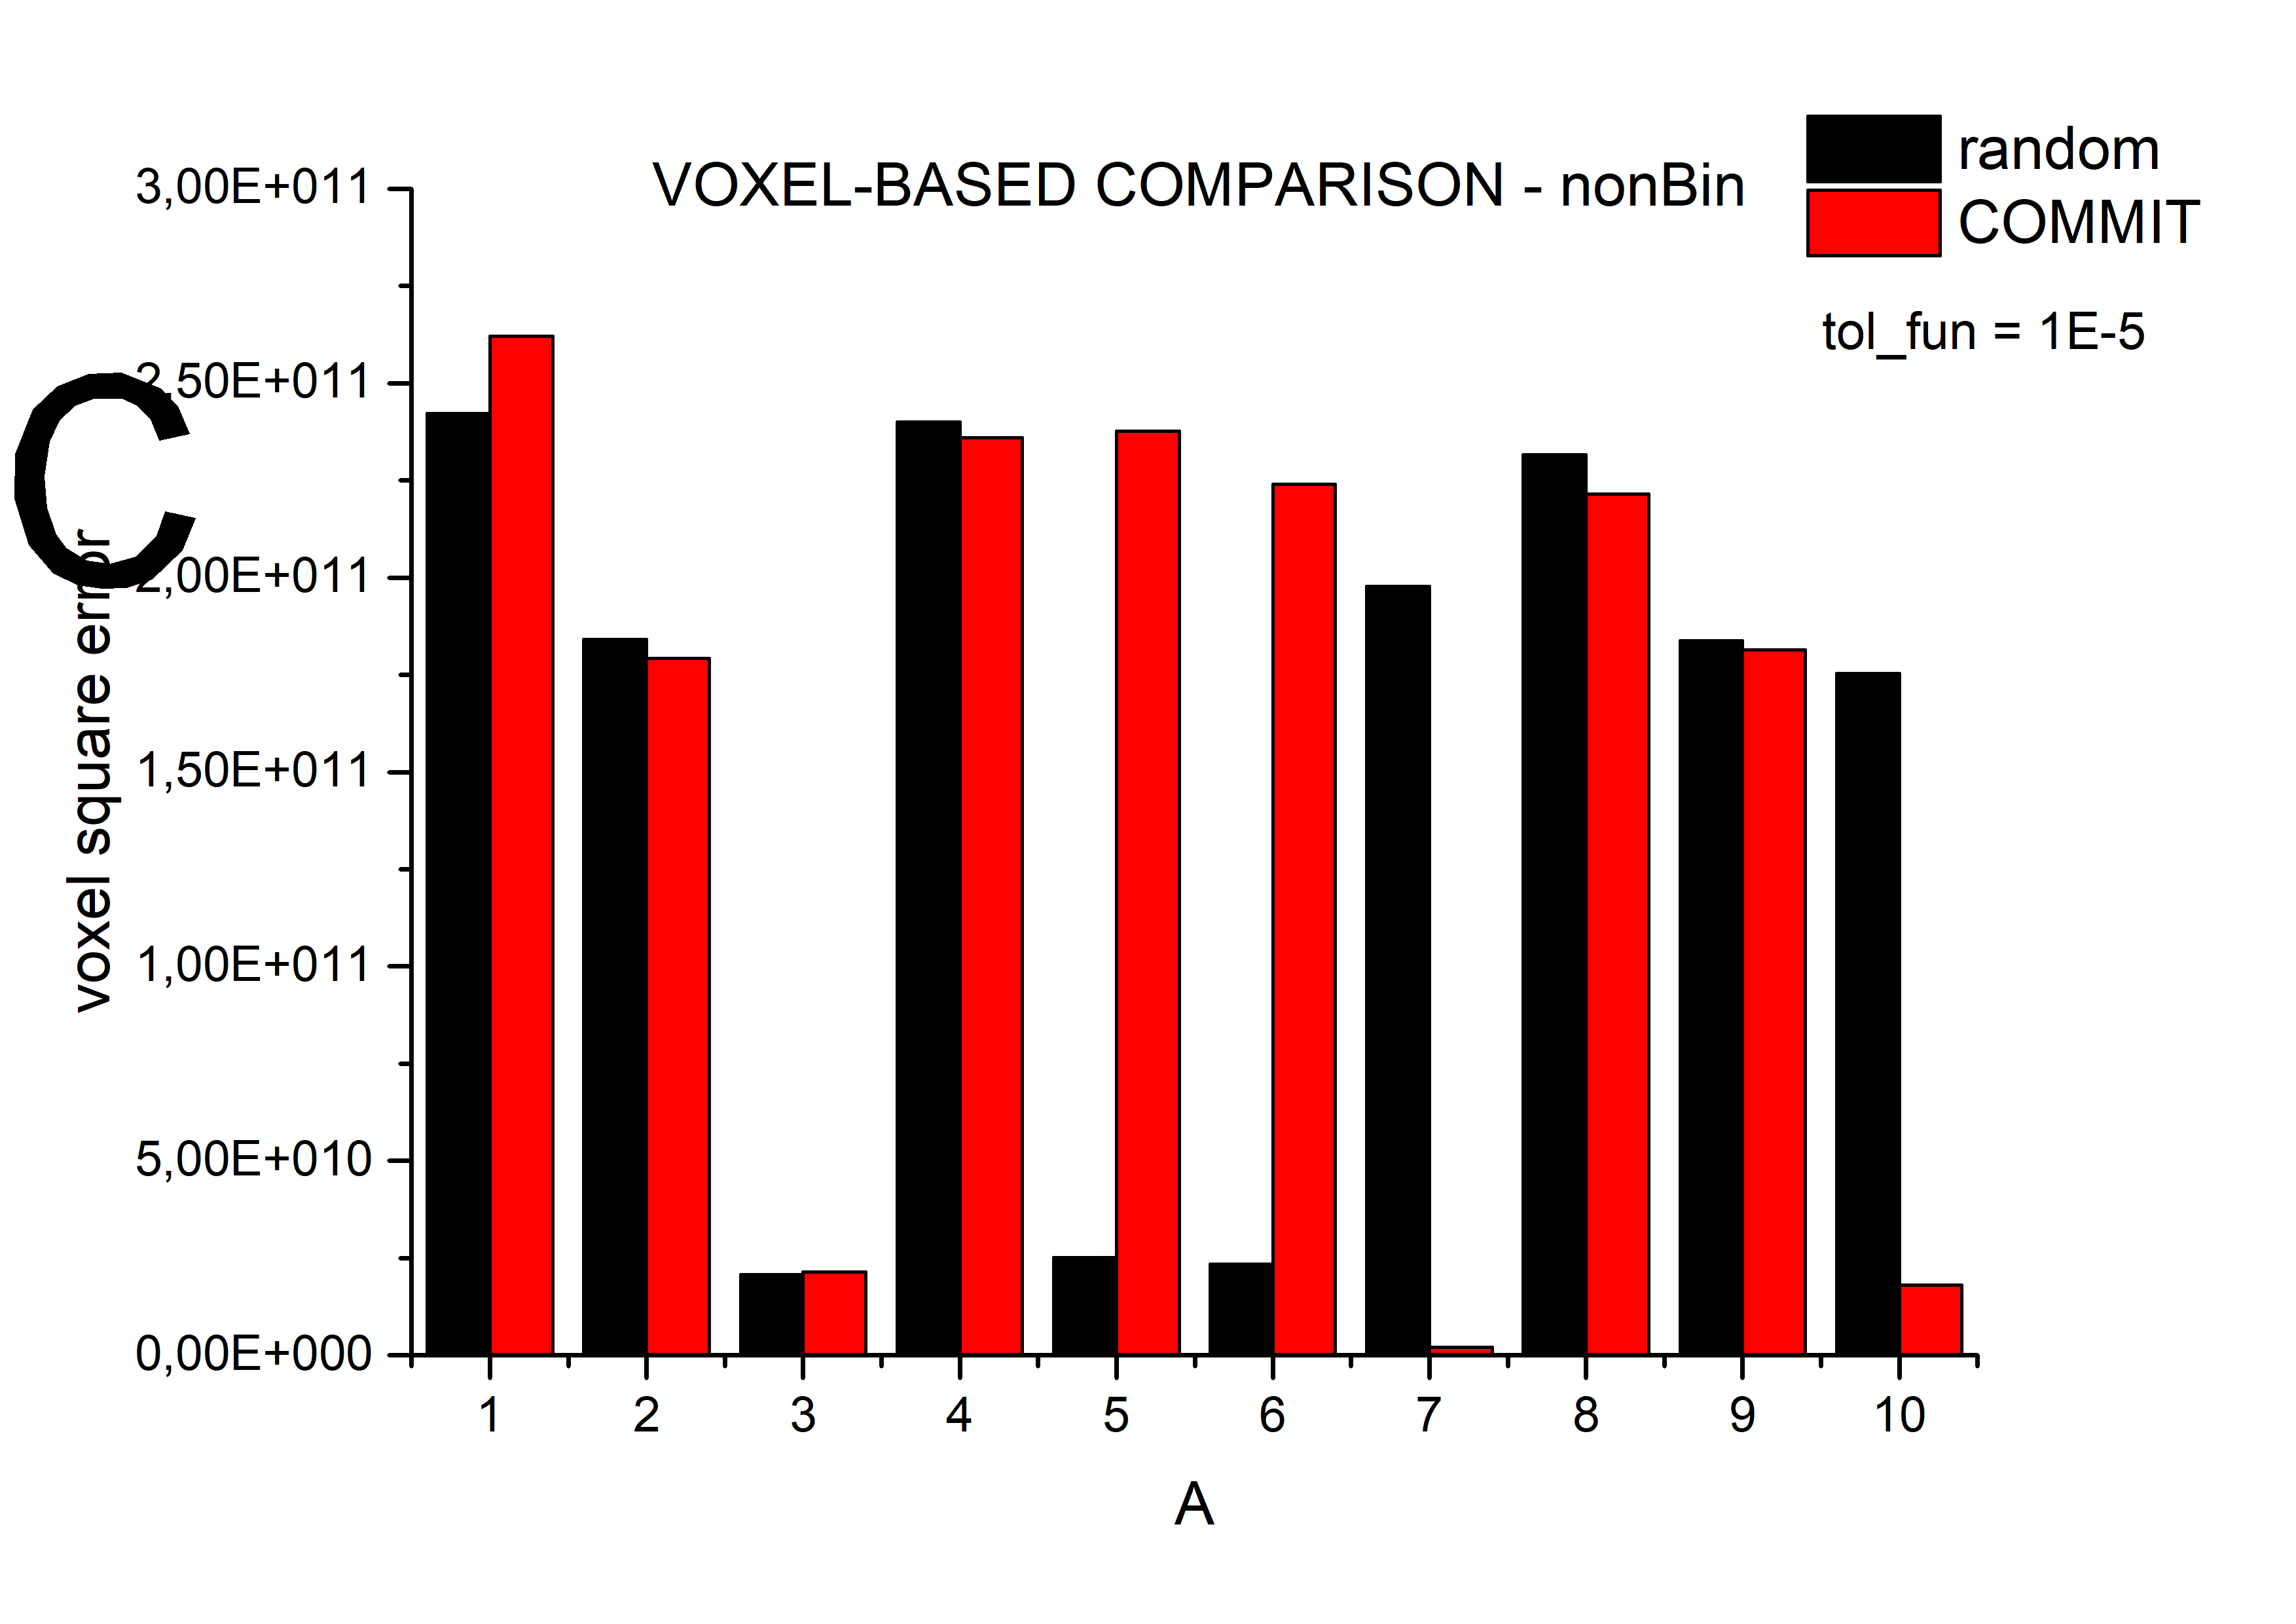 VOXEL-BASED COMPARISON - nonBin
random
COMMIT
tol_fun = 1E-5
C
voxel square error
3,00E+011
2,50E+011
2,00E+011
1,50E+011
1,00E+011
5,00E+010
0,00E+000
1 2 3 4 5 6 7 8 9 10
A